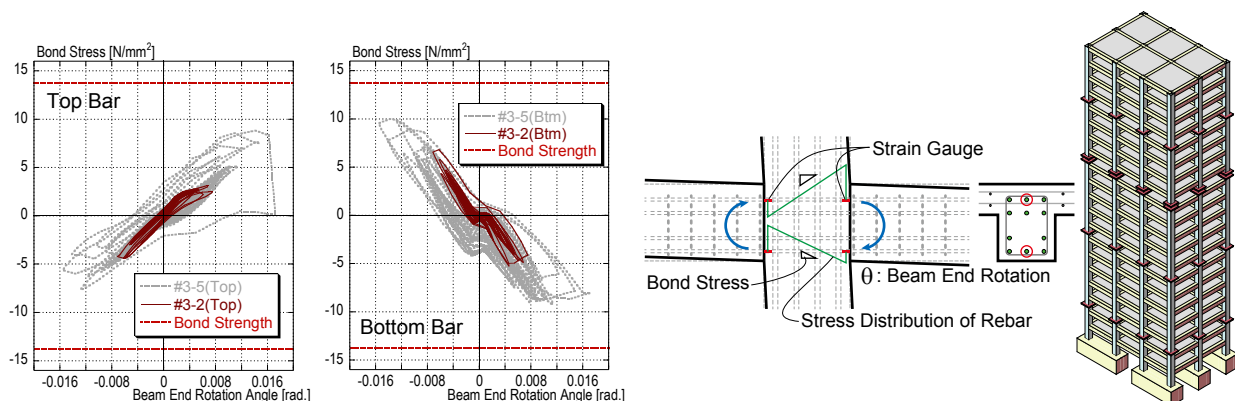 Bond Stress [N/mm²]
15
10
5
0
-5
-10
-15
Top Bar
#3-5(Top)
#3-2(Top)
Bond Strength
-0.016 -0.008 0 0.008 0.016
Beam End Rotation Angle [rad.]
Bond Stress [N/mm²]
15
10
5
0
-5
-10
-15
#3-5(Btm)
#3-2(Btm)
Bond Strength
Bottom Bar
-0.016 -0.008 0 0.008 0.016
Beam End Rotation Angle [rad.]
Strain Gauge
Bond Stress
θ: Beam End Rotation
Stress Distribution of Rebar